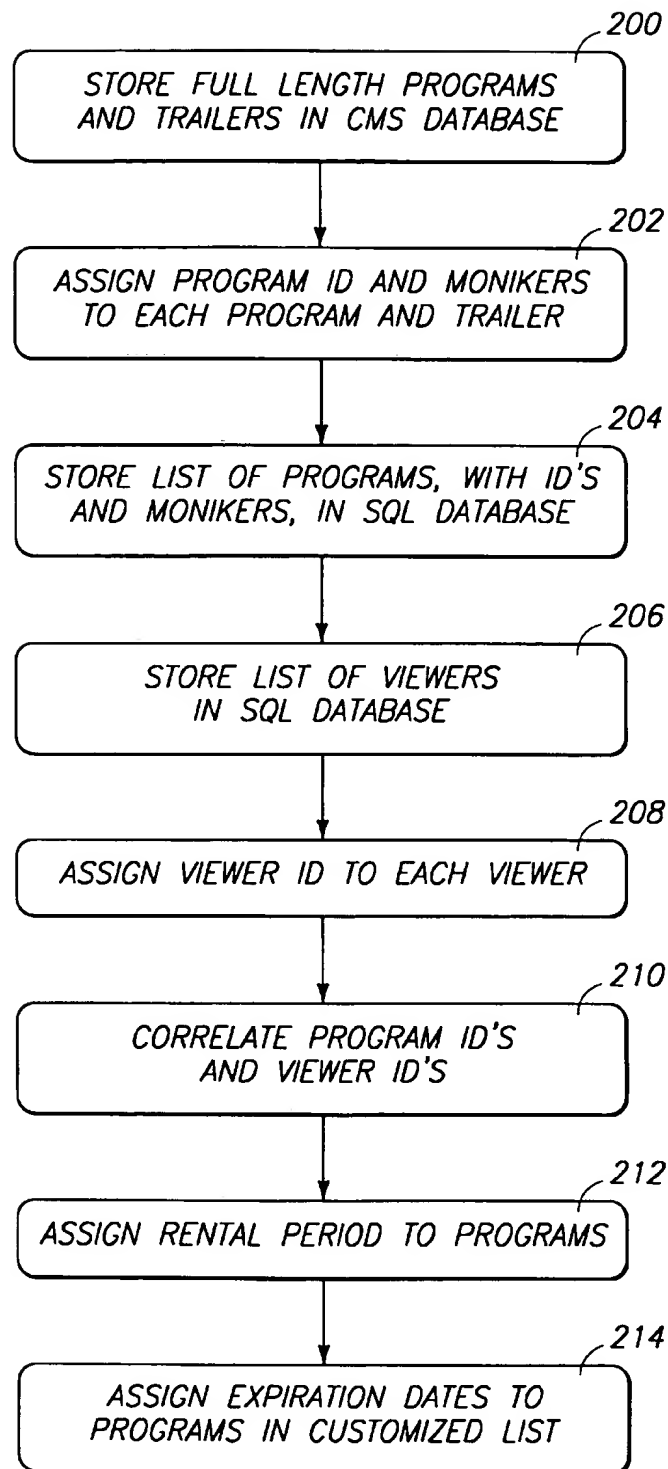 200
STORE FULL LENGTH PROGRAMS
AND TRAILERS IN CMS DATABASE
202
ASSIGN PROGRAM ID AND MONIKERS
TO EACH PROGRAM AND TRAILER
204
STORE LIST OF PROGRAMS, WITH ID'S
AND MONIKERS, IN SQL DATABASE
206
STORE LIST OF VIEWERS
IN SQL DATABASE
208
ASSIGN VIEWER ID TO EACH VIEWER
210
CORRELATE PROGRAM ID'S
AND VIEWER ID'S
212
ASSIGN RENTAL PERIOD TO PROGRAMS
214
ASSIGN EXPIRATION DATES TO
PROGRAMS IN CUSTOMIZED LIST